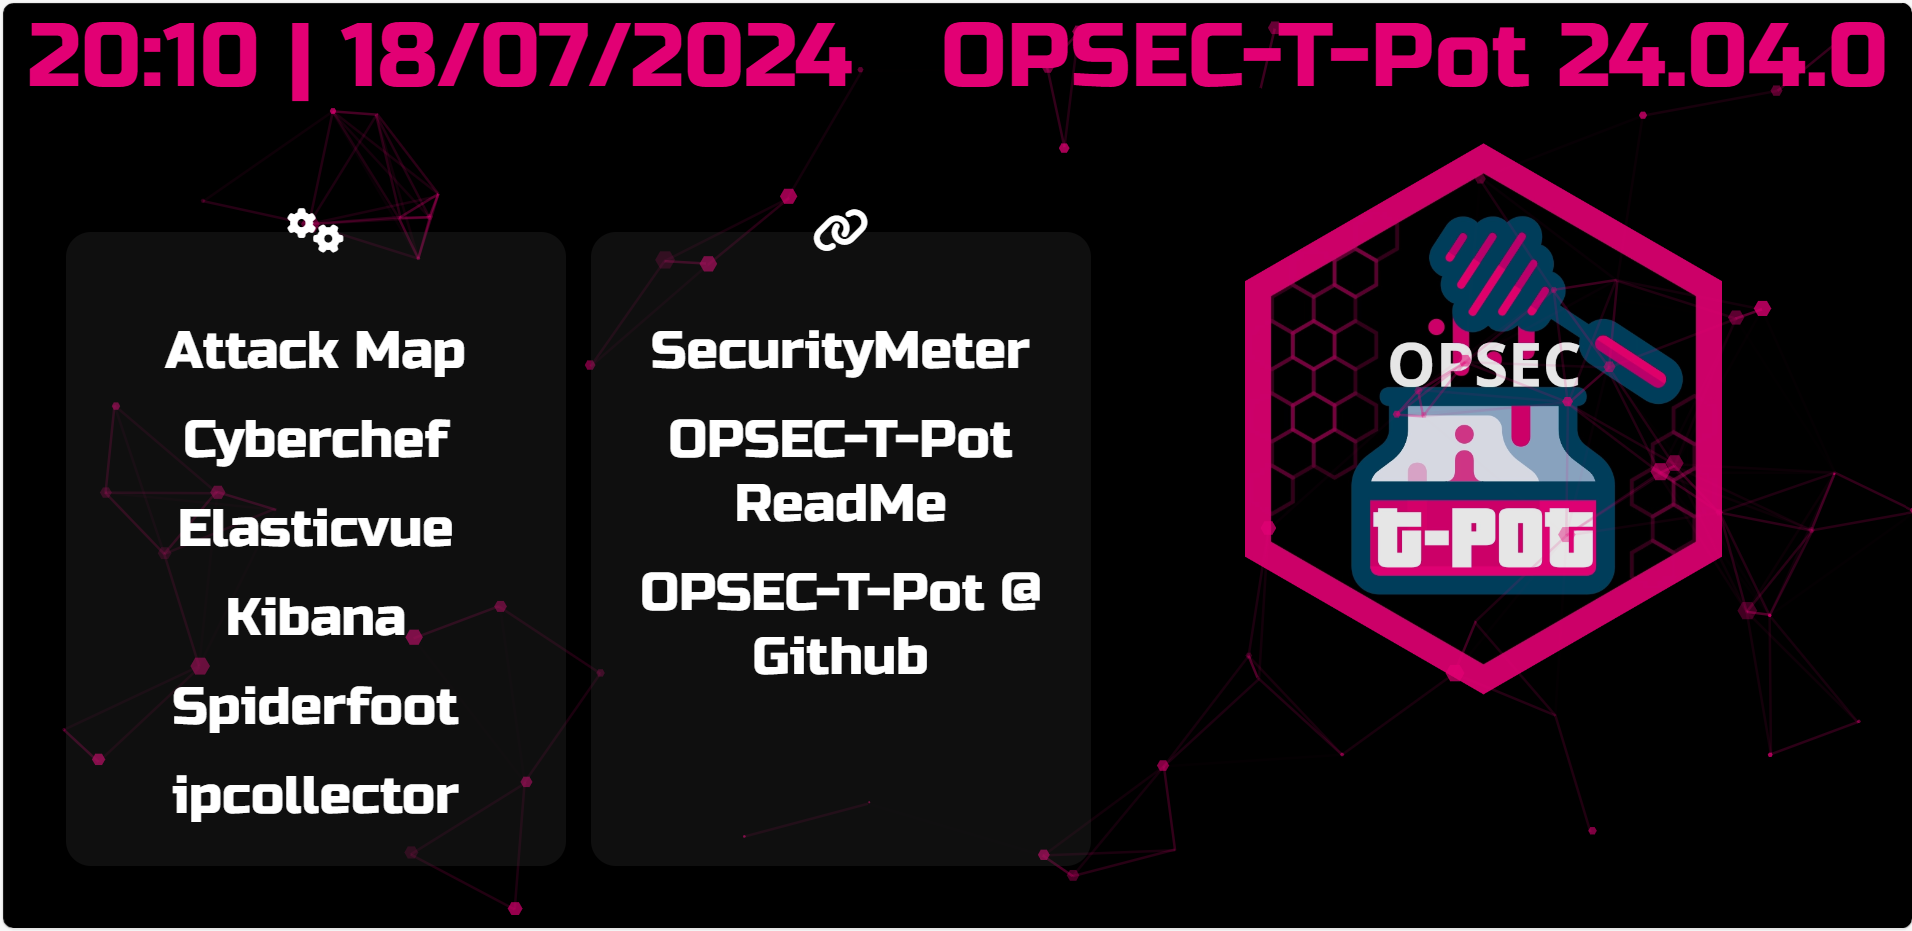 20:10 | 18/07/2024
OPSEC-T-Pot 24.04.0
Attack Map
Cyberchef
Elasticvue
Kibana
Spiderfoot
ipcollector
SecurityMeter
OPSEC-T-Pot
ReadMe
OPSEC-T-Pot @
Github
OPSEC
t-pot